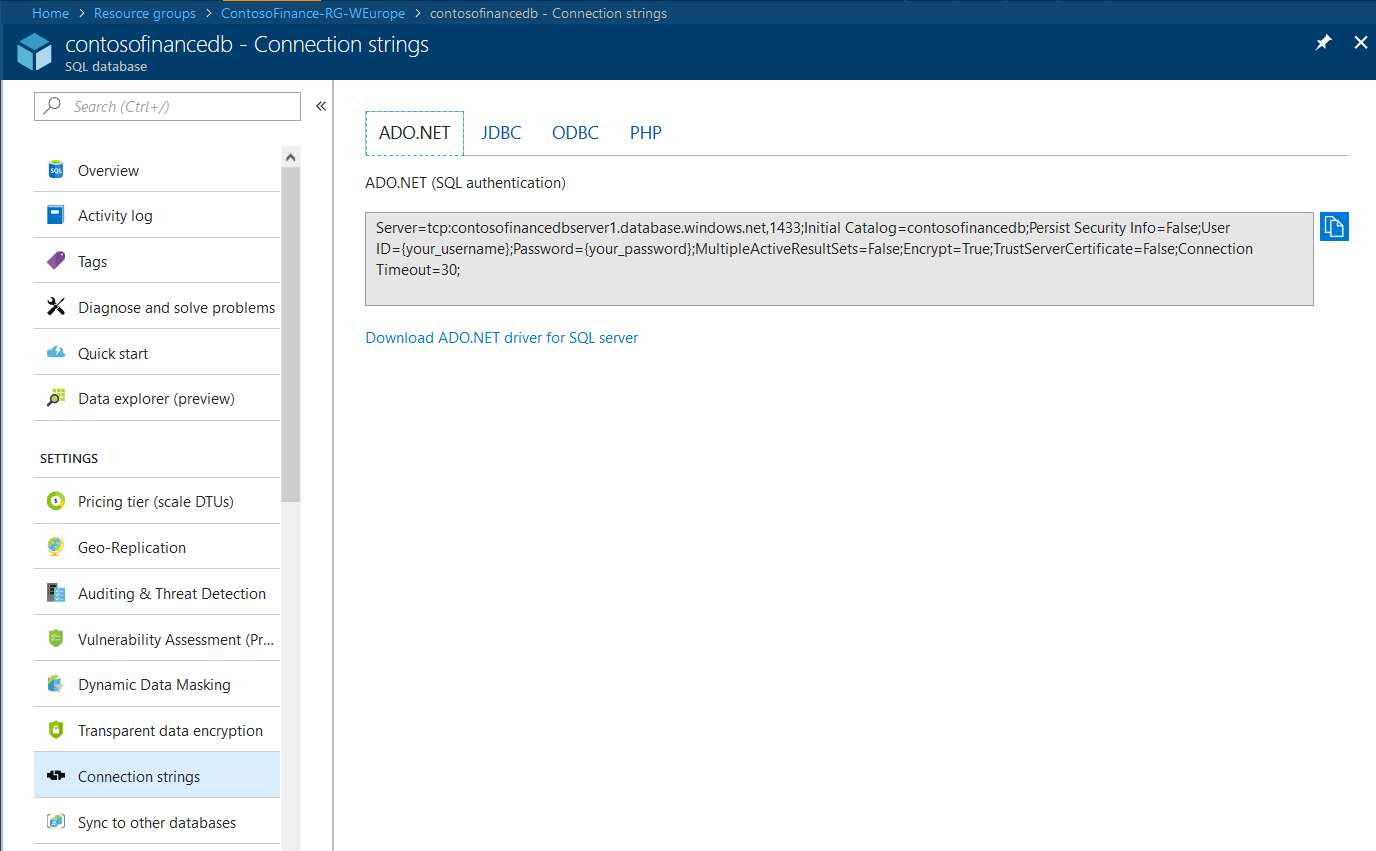 Home > Resource groups > ContosoFinance-RG-WEurope > contosofinancedb - Connection strings
contosofinancedb - Connection strings
SQL database
Search (Ctrl+/)
SQL Overview
Activity log
Tags
Diagnose and solve problems
Quick start
Data explorer (preview)
SETTINGS
Pricing tier (scale DTUs)
Geo-Replication
Auditing & Threat Detection
Vulnerability Assessment (Pr...
Dynamic Data Masking
Transparent data encryption
Connection strings
Sync to other databases
ADO.NET JDBC ODBC PHP
ADO.NET (SQL authentication)
Server=tcp:contosofinancedbserver1.database.windows.net,1433;Initial Catalog=contosofinancedb;Persist Security Info=False;User
ID={your_username};Password={your_password};MultipleActiveResultSets=False;Encrypt=True;TrustServerCertificate=False;Connection
Timeout=30;
Download ADO.NET driver for SQL server